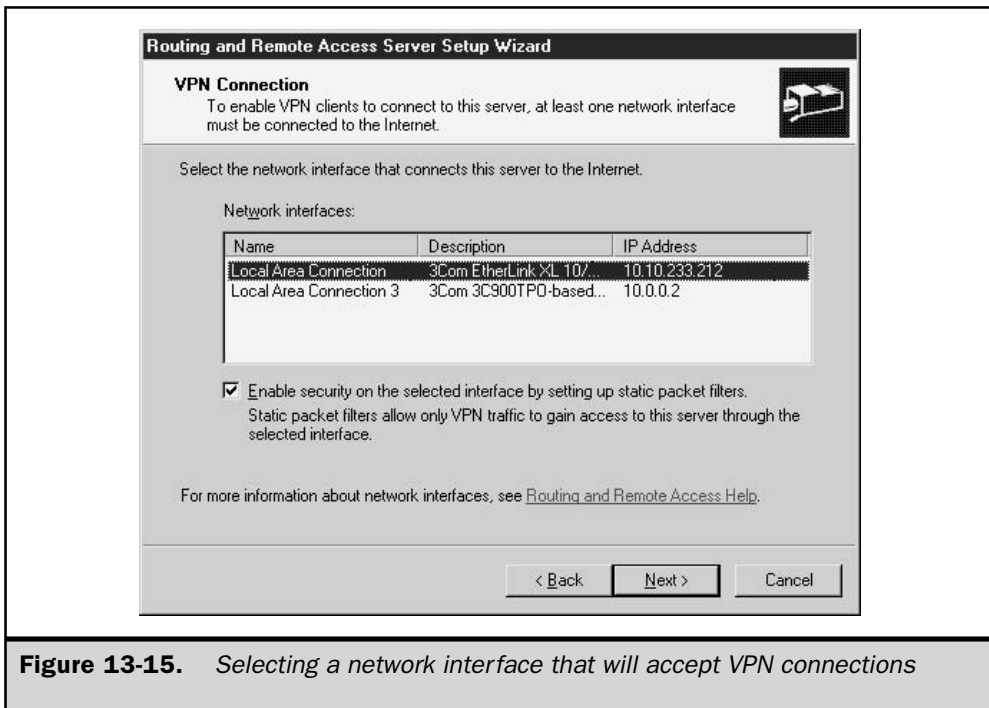 Routing and Remote Access Server Setup Wizard
VPN Connection
To enable VPN clients to connect to this server, at least one network interface
must be connected to the Internet.
Select the network interface that connects this server to the Internet.
Network interfaces:
Name Description IP Address
Local Area Connection 3Com EtherLink XL 10/... 10.10.233.212
Local Area Connection 3 3Com 3C900TPO-based... 10.0.0.2
Enable security on the selected interface by setting up static packet filters.
Static packet filters allow only VPN traffic to gain access to this server through the
selected interface.
For more information about network interfaces, see Routing and Remote Access Help.
< Back Next > Cancel
Figure 13-15. Selecting a network interface that will accept VPN connections